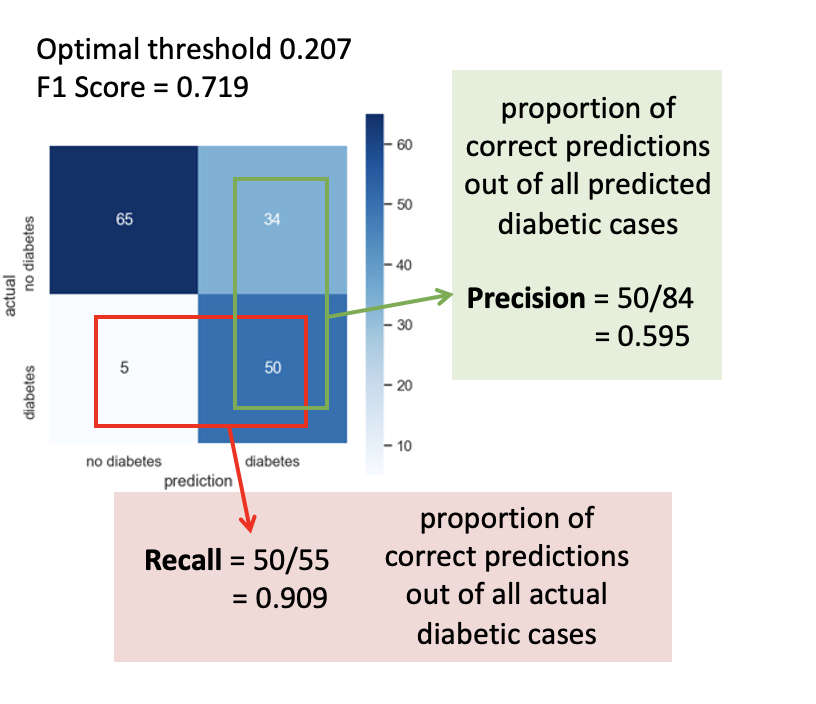 Optimal threshold 0.207
F1 Score = 0.719
proportion of
correct predictions
out of all predicted
diabetic cases
Precision = 50/84
= 0.595
actual
no diabetes
diabetes
65
34
5
50
no diabetes
diabetes
prediction
60
50
40
30
20
10
Recall = 50/55
= 0.909
proportion of
correct predictions
out of all actual
diabetic cases